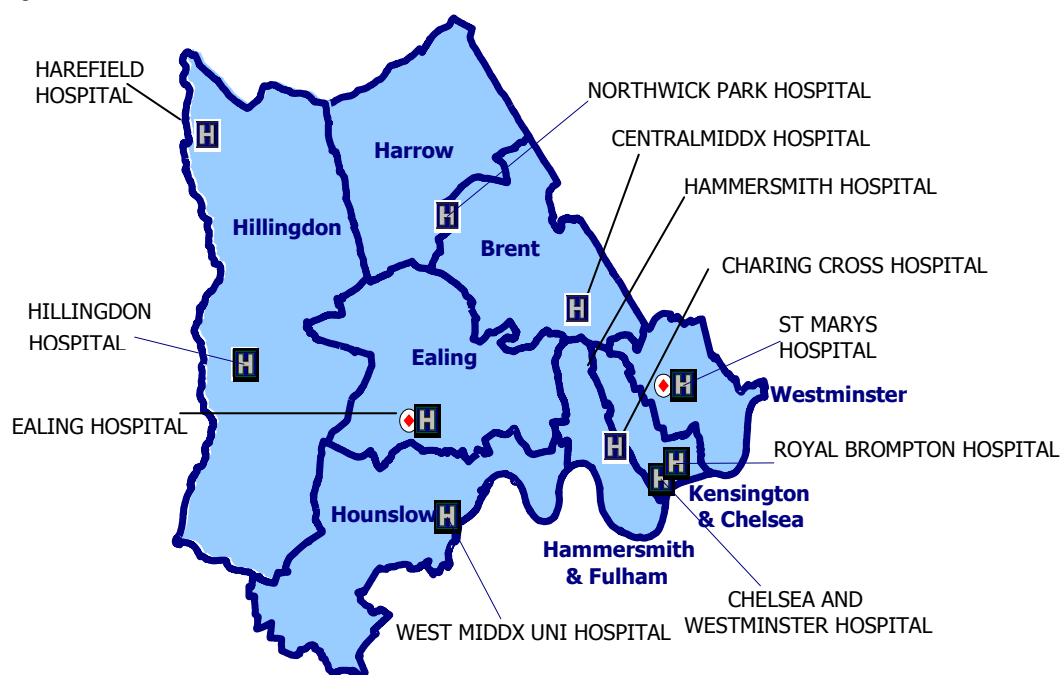 HAREFIELD
HOSPITAL
NORTHWICK PARK HOSPITAL
CENTRALMIDDX HOSPITAL
HAMMERSMITH HOSPITAL
CHARING CROSS HOSPITAL
ST MARYS
HOSPITAL
HILLINGDON
HOSPITAL
EALING HOSPITAL
ROYAL BROMPTON HOSPITAL
CHELSEA AND
WESTMINSTER HOSPITAL
WEST MIDDX UNI HOSPITAL
Harrow
Hillingdon
Brent
Ealing
Westminster
Kensington
& Chelsea
Hounslow
Hammersmith
& Fulham
H
H
H
H
H
H
H
H
H
H